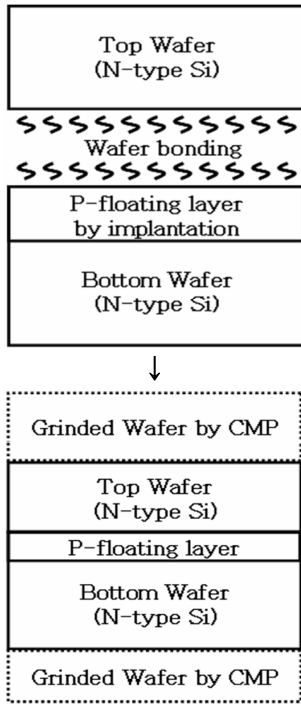 Top Wafer
(N-type Si)
Wafer bonding
P-floating layer
by implantation
Bottom Wafer
(N-type Si)
Grinded Wafer by CMP
Top Wafer
(N-type Si)
P-floating layer
Bottom Wafer
(N-type Si)
Grinded Wafer by CMP